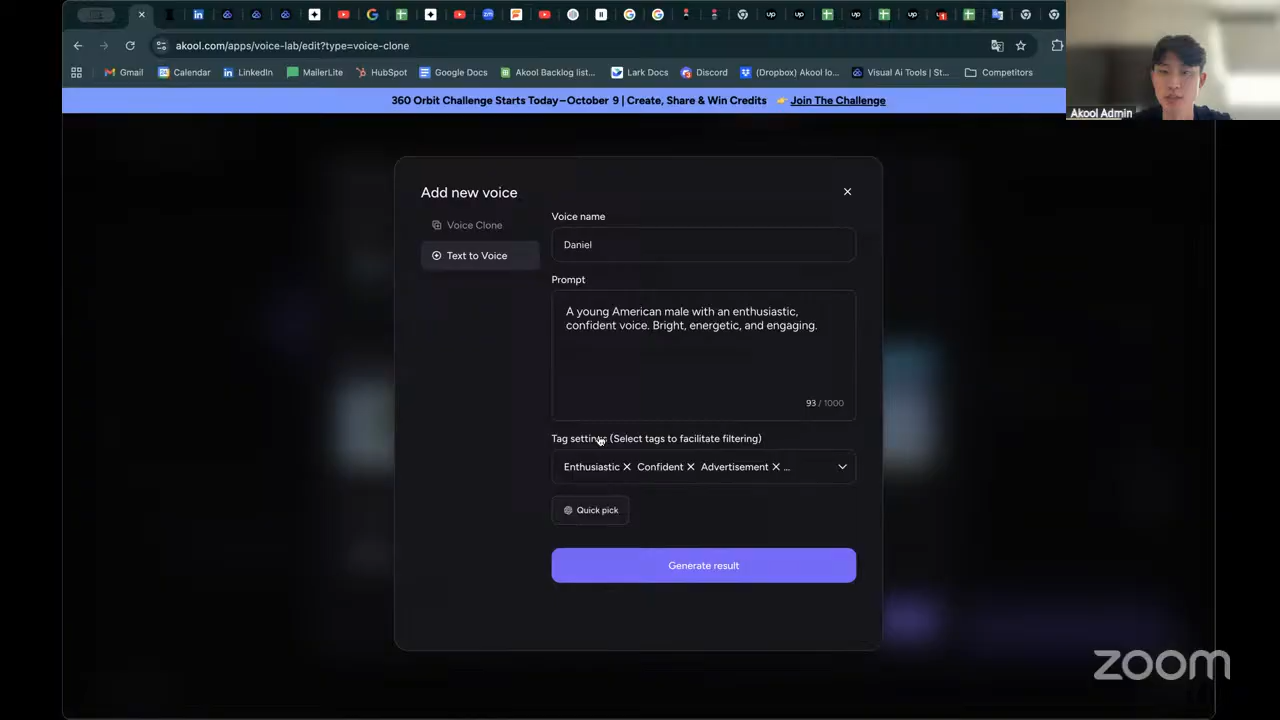 akool.com/apps/voice-lab/edit?type=voice-clone
Gmail
Calendar
LinkedIn
MailerLite
HubSpot
Google Docs
Akool Backlog list...
Lark Docs
Discord
(Dropbox) Akool lo...
Visual Ai Tools | St...
Competitors
360 Orbit Challenge Starts Today–October 9 | Create, Share & Win Credits 👉 Join The Challenge
Akool Admin
Add new voice
Voice Clone
Text to Voice
Voice name
Daniel
Prompt
A young American male with an enthusiastic,
confident voice. Bright, energetic, and engaging.
93 / 1000
Tag settings (Select tags to facilitate filtering)
Enthusiastic × Confident × Advertisement × ...
Quick pick
Generate result
zoom